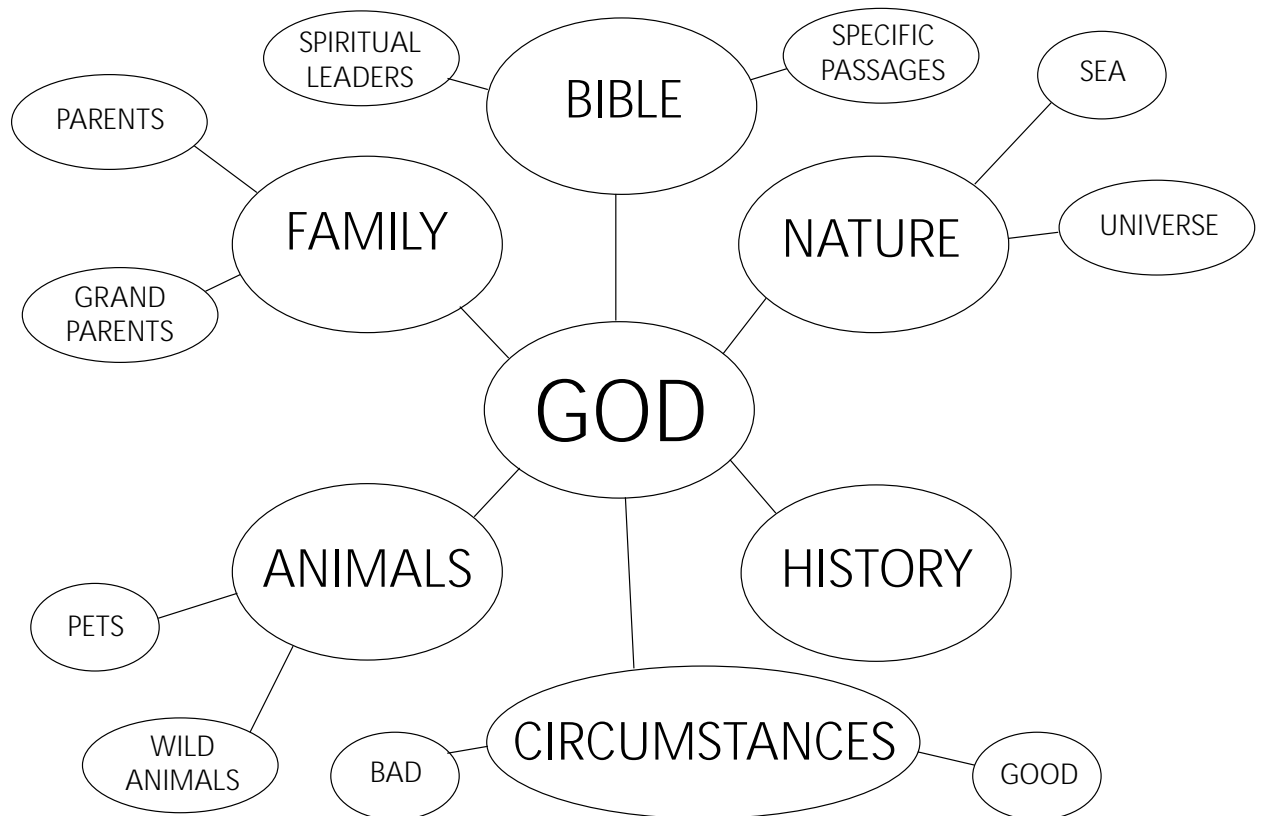 SPIRITUAL
LEADERS
BIBLE
SPECIFIC
PASSAGES
SEA
PARENTS
FAMILY
NATURE
UNIVERSE
GRAND
PARENTS
GOD
ANIMALS
HISTORY
PETS
WILD
ANIMALS
BAD
CIRCUMSTANCES
GOOD